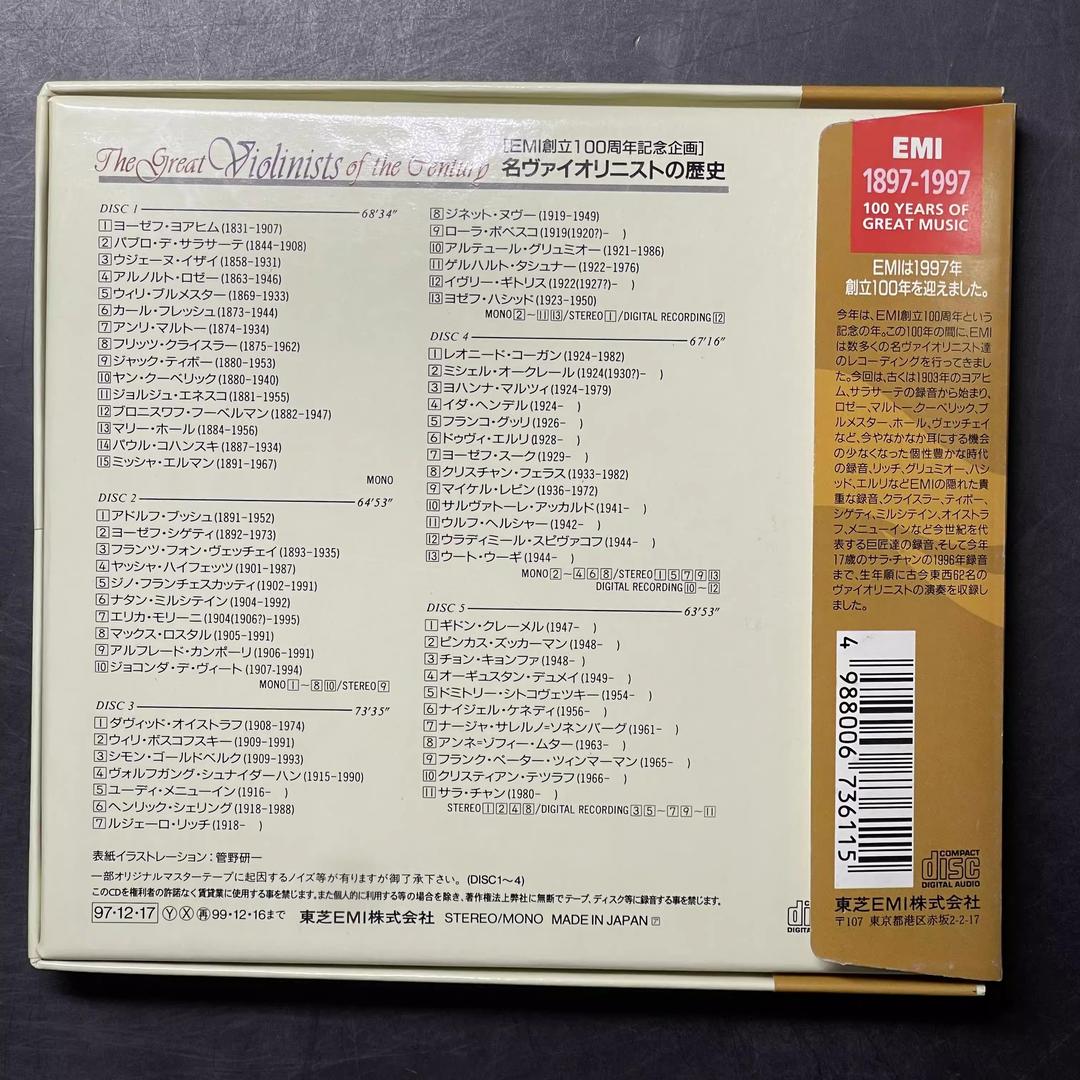 The Great Violinists of the Century
[EMI創立100周年記念企画]
名ヴァイオリニストの歴史
DISC 1 68'34"
1 ヨーゼフ・ヨアヒム(1831-1907)
2 パブロ・デ・サラサーテ(1844-1908)
3 ウジェーヌ・イザイ(1858-1931)
4 アルノルト・ロゼー(1863-1946)
5 ウィリ・ブルメスター(1869-1933)
6 カール・フレッシュ(1873-1944)
7 アンリ・マルトー(1874-1934)
8 フリッツ・クライスラー(1875-1962)
9 ジャック・ティボー(1880-1953)
10 ヤン・クーベリック(1880-1940)
11 ジョルジュ・エネスコ(1881-1955)
12 ブロニスワフ・フーベルマン(1882-1947)
13 マリー・ホール(1884-1956)
14 パウル・コハンスキ(1887-1934)
15 ミッシャ・エルマン(1891-1967)
MONO
DISC 2 64'53"
1 アドルフ・ブッシュ(1891-1952)
2 ヨーゼフ・シゲティ(1892-1973)
3 フランツ・フォン・ヴェッチェイ(1893-1935)
4 ヤッシャ・ハイフェッツ(1901-1987)
5 ジノ・フランチェスカッティ(1902-1991)
6 ナタン・ミルシテイン(1904-1992)
7 エリカ・モリーニ(1904(1906?)-1995)
8 マックス・ロスタル(1905-1991)
9 アルフレード・カンポーリ(1906-1991)
10 ジョコンダ・デ・ヴィート(1907-1994)
MONO1〜8 10/STEREO9
DISC 3 73'35"
1 ダヴィッド・オイストラフ(1908-1974)
2 ウィリ・ボスコフスキー(1909-1991)
3 シモン・ゴールドベルク(1909-1993)
4 ヴォルフガング・シュナイダーハン(1915-1990)
5 ユーディ・メニューイン(1916- )
6 ヘンリック・シェリング(1918-1988)
7 ルジェーロ・リッチ(1918- )
8 ジネット・ヌヴー(1919-1949)
9 ローラ・ボベスコ(1919(1920?)- )
10 アルテュール・グリュミオー(1921-1986)
11 ゲルハルト・タシュナー(1922-1976)
12 イヴリー・ギトリス(1922(1927?)- )
13 ヨゼフ・ハシッド(1923-1950)
MONO2〜11 13/STEREO1/DIGITAL RECORDING12
DISC 4 67'16"
1 レオニード・コーガン(1924-1982)
2 ミシェル・オークレール(1924(1930?)- )
3 ヨハンナ・マルツィ(1924-1979)
4 イダ・ヘンデル(1924- )
5 フランコ・グッリ(1926- )
6 ドゥヴィ・エルリ(1928- )
7 ヨーゼフ・スーク(1929- )
8 クリスチャン・フェラス(1933-1982)
9 マイケル・レビン(1936-1972)
10 サルヴァトーレ・アッカルド(1941- )
11 ウルフ・ヘルシャー(1942- )
12 ウラディミール・スピヴァコフ(1944- )
13 ウート・ウーギ(1944- )
MONO2〜4 6 8/STEREO1 5 7 9 13
DIGITAL RECORDING10〜12
DISC 5 63'53"
1 ギドン・クレーメル(1947- )
2 ピンカス・ズッカーマン(1948- )
3 チョン・キョンファ(1948- )
4 オーギュスタン・デュメイ(1949- )
5 ドミトリー・シトコヴェツキー(1954- )
6 ナイジェル・ケネディ(1956- )
7 ナージャ・サレルノ=ソネンバーグ(1961- )
8 アンネ=ゾフィー・ムター(1963- )
9 フランク・ペーター・ツィンマーマン(1965- )
10 クリスティアン・テツラフ(1966- )
11 サラ・チャン(1980- )
STEREO1 2 4 8/DIGITAL RECORDING3 5〜7 9〜11
表紙イラストレーション:管野研一
一部オリジナルマスターテープに起因するノイズ等が有りますが御了承下さい。(DISC1〜4)
このCDを権利者の許諾なく賃貸業に使用する事を禁じます。また個人的に利用する等の場合を除き、著作権法上弊社に無断でテープ、ディスク等に録音する事を禁じます。
97・12・17 Y X 再 99・12・16まで 東芝EMI株式会社 STEREO/MONO MADE IN JAPAN ア
EMI
1897-1997
100 YEARS OF
GREAT MUSIC
EMIは1997年
創立100年を迎えました。
今年は、EMI創立100周年という
記念の年。この100年の間に、EMI
は数多くの名ヴァイオリニスト達
のレコーディングを行ってきまし
た。今回は、古くは1903年のヨアヒ
ム、サラサーテの録音から始まり、
ロゼー、マルトー、クーベリック、ブ
ルメスター、ホール、ヴェッチェイ
など、今やなかなか耳にする機会
の少なくなった個性豊かな時代
の録音、リッチ、グリュミオー、ハシ
ッド、エルリなどEMIの隠れた貴
重な録音、クライスラー、ティボー、
シゲティ、ミルシテイン、オイストラ
フ、メニューインなど今世紀を代
表する巨匠達の録音、そして今年
17歳のサラ・チャンの1996年録音
まで、生年順に古今東西62名の
ヴァイオリニストの演奏を収録し
ました。
4 988006 736115
COMPACT
disc
DIGITAL AUDIO
東芝EMI株式会社
〒107 東京都港区赤坂2-2-17